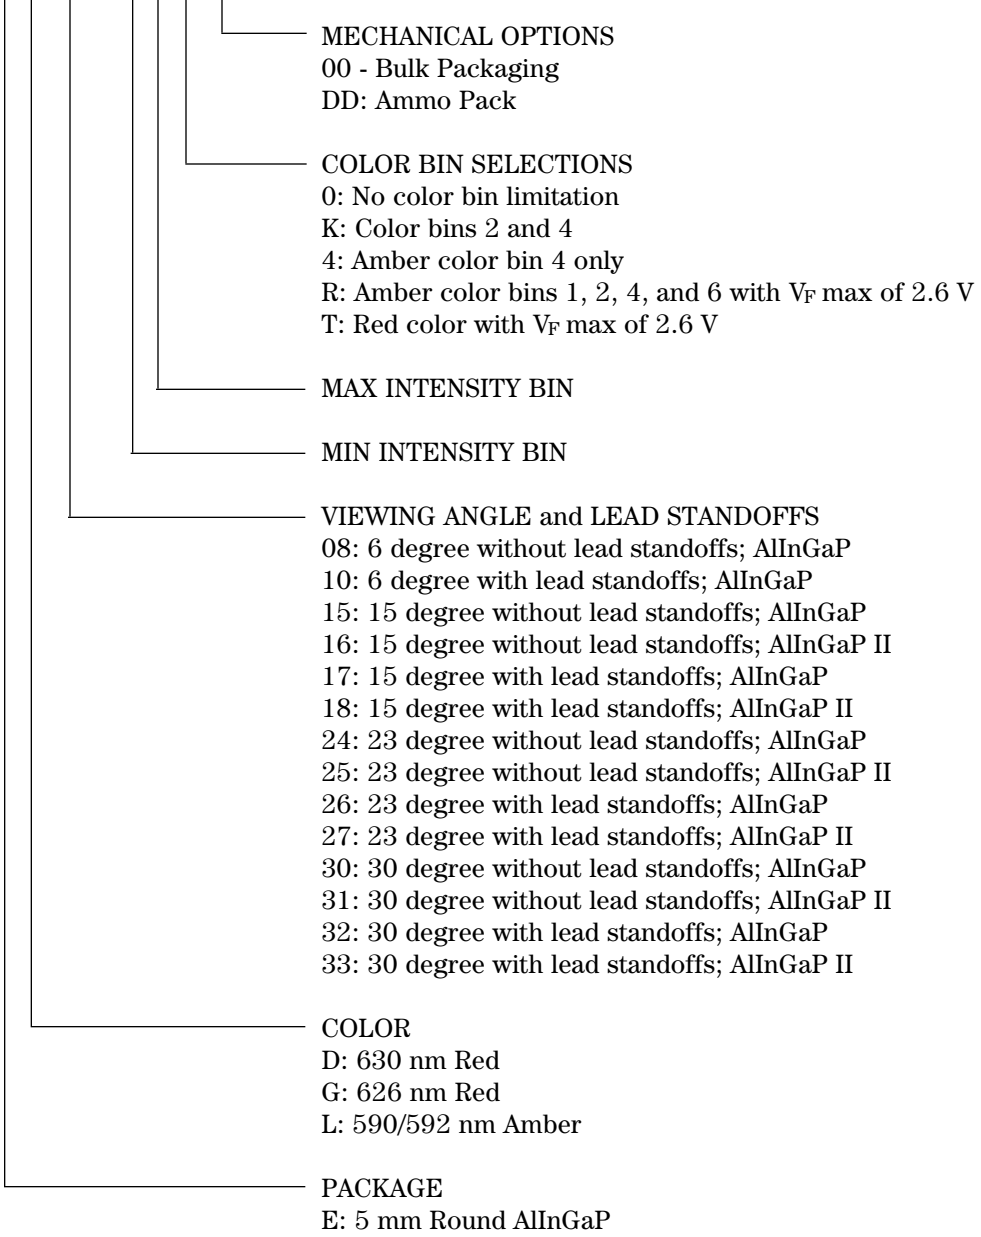 MECHANICAL OPTIONS
00 - Bulk Packaging
DD: Ammo Pack
COLOR BIN SELECTIONS
0: No color bin limitation
K: Color bins 2 and 4
4: Amber color bin 4 only
R: Amber color bins 1, 2, 4, and 6 with VF max of 2.6 V
T: Red color with VF max of 2.6 V
MAX INTENSITY BIN
MIN INTENSITY BIN
VIEWING ANGLE and LEAD STANDOFFS
08: 6 degree without lead standoffs; AlInGaP
10: 6 degree with lead standoffs; AlInGaP
15: 15 degree without lead standoffs; AlInGaP
16: 15 degree without lead standoffs; AlInGaP II
17: 15 degree with lead standoffs; AlInGaP
18: 15 degree with lead standoffs; AlInGaP II
24: 23 degree without lead standoffs; AlInGaP
25: 23 degree without lead standoffs; AlInGaP II
26: 23 degree with lead standoffs; AlInGaP
27: 23 degree with lead standoffs; AlInGaP II
30: 30 degree without lead standoffs; AlInGaP
31: 30 degree without lead standoffs; AlInGaP II
32: 30 degree with lead standoffs; AlInGaP
33: 30 degree with lead standoffs; AlInGaP II
COLOR
D: 630 nm Red
G: 626 nm Red
L: 590/592 nm Amber
PACKAGE
E: 5 mm Round AlInGaP